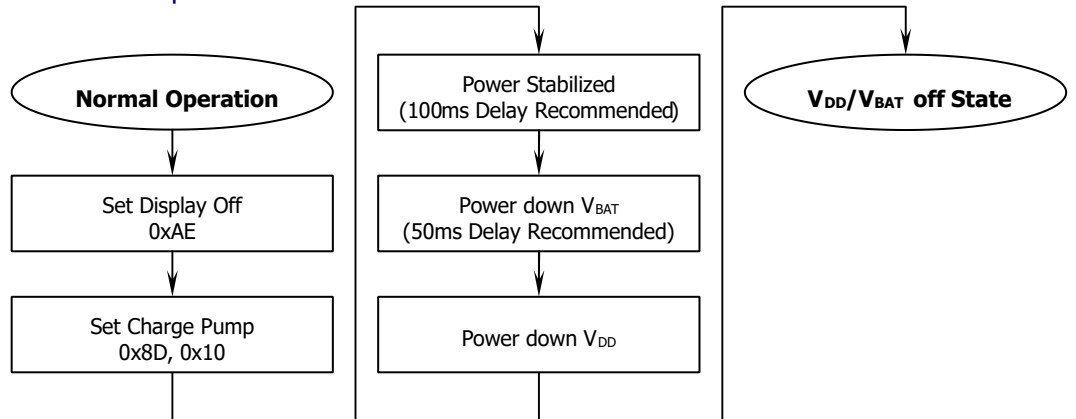 Normal Operation
Set Display Off
0xAE
Set Charge Pump
0x8D, 0x10
Power Stabilized
(100ms Delay Recommended)
Power down VBAT
(50ms Delay Recommended)
Power down VDD
VDD/VBAT off State